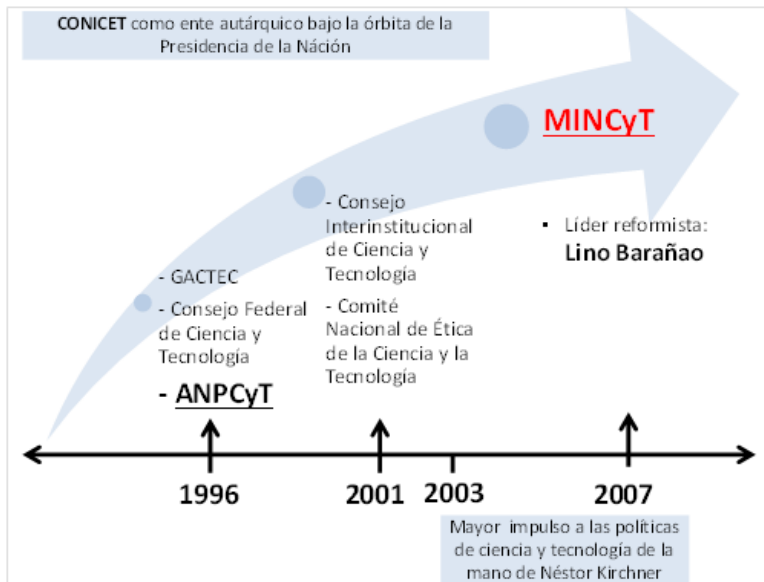 CONICET como ente autárquico bajo la órbita de la
Presidencia de la Náción
MINCyT
- Consejo
Interinstitucional
de Ciencia y
Tecnología
- Comité
Nacional de Ética
de la Ciencia y la
Tecnología
▪ Líder reformista:
Lino Barañao
- GACTEC
- Consejo Federal
de Ciencia y
Tecnología
- ANPCyT
1996
2001
2003
2007
Mayor impulso a las políticas
de ciencia y tecnología de la
mano de Néstor Kirchner